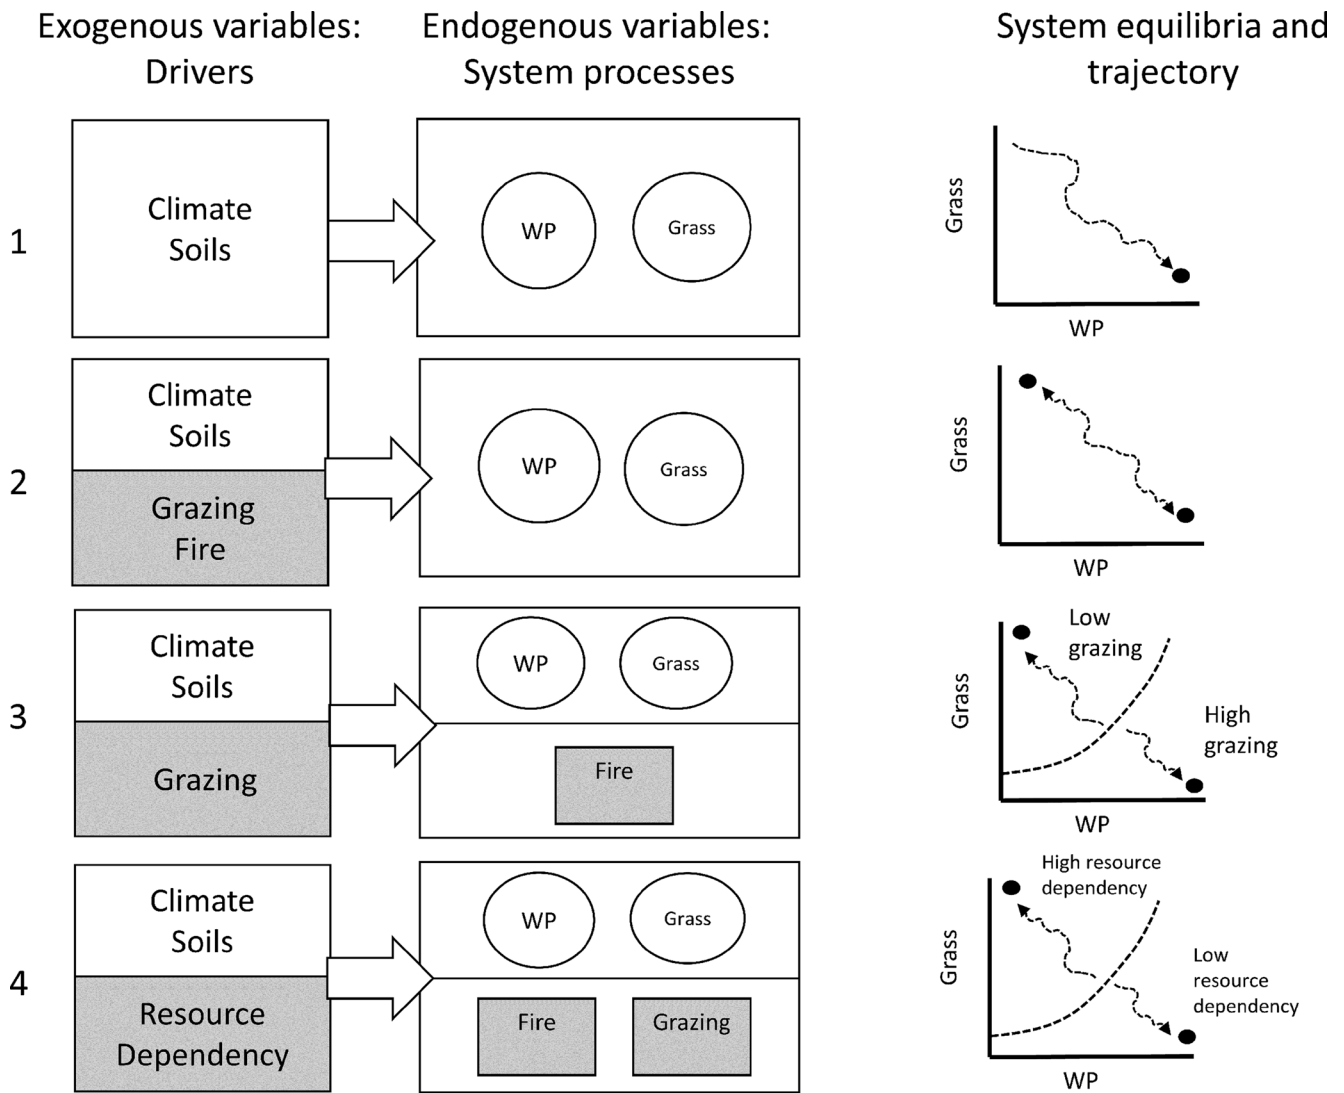 Exogenous variables:
Drivers
Endogenous variables:
System processes
System equilibria and
trajectory
1
Climate
Soils
WP
Grass
Grass
WP
2
Climate
Soils
Grazing
Fire
WP
Grass
Grass
WP
3
Climate
Soils
Grazing
WP
Grass
Fire
Low
grazing
High
grazing
Grass
WP
4
Climate
Soils
Resource
Dependency
WP
Grass
Fire
Grazing
High resource
dependency
Low
resource
dependency
Grass
WP